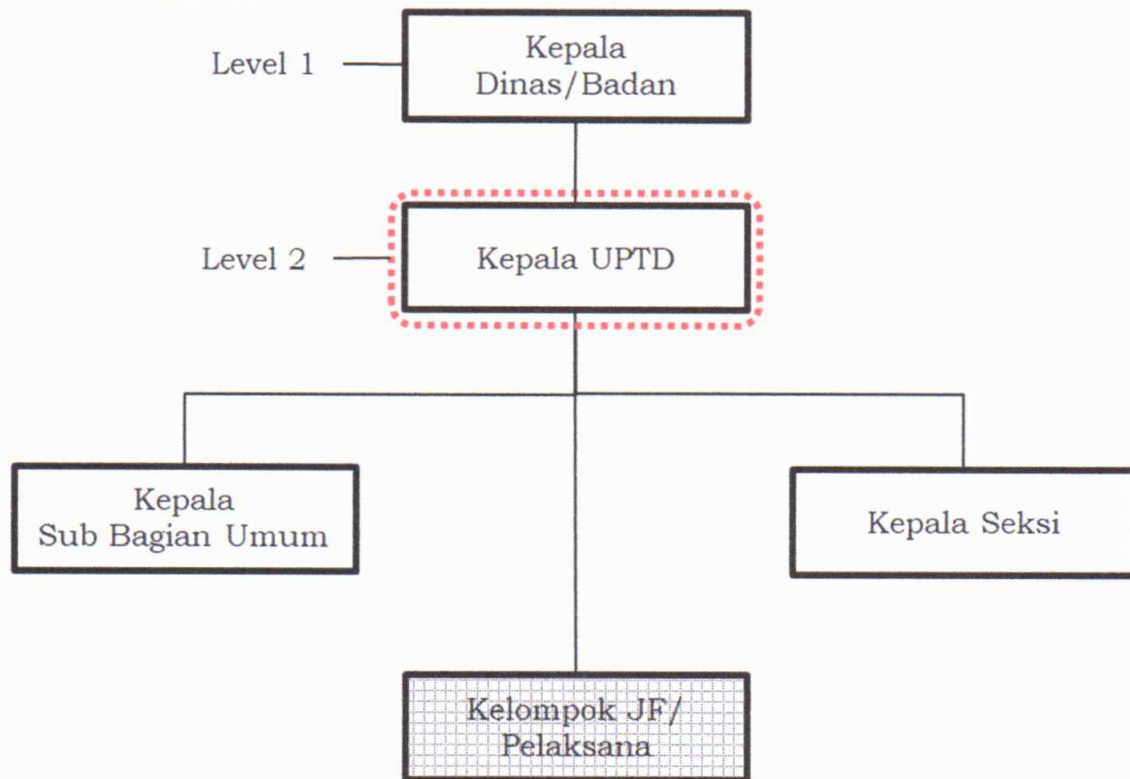 Level 1
Kepala
Dinas/Badan
Level 2
Kepala UPTD
Kepala
Sub Bagian Umum
Kepala Seksi
Kelompok JF/
Pelaksana